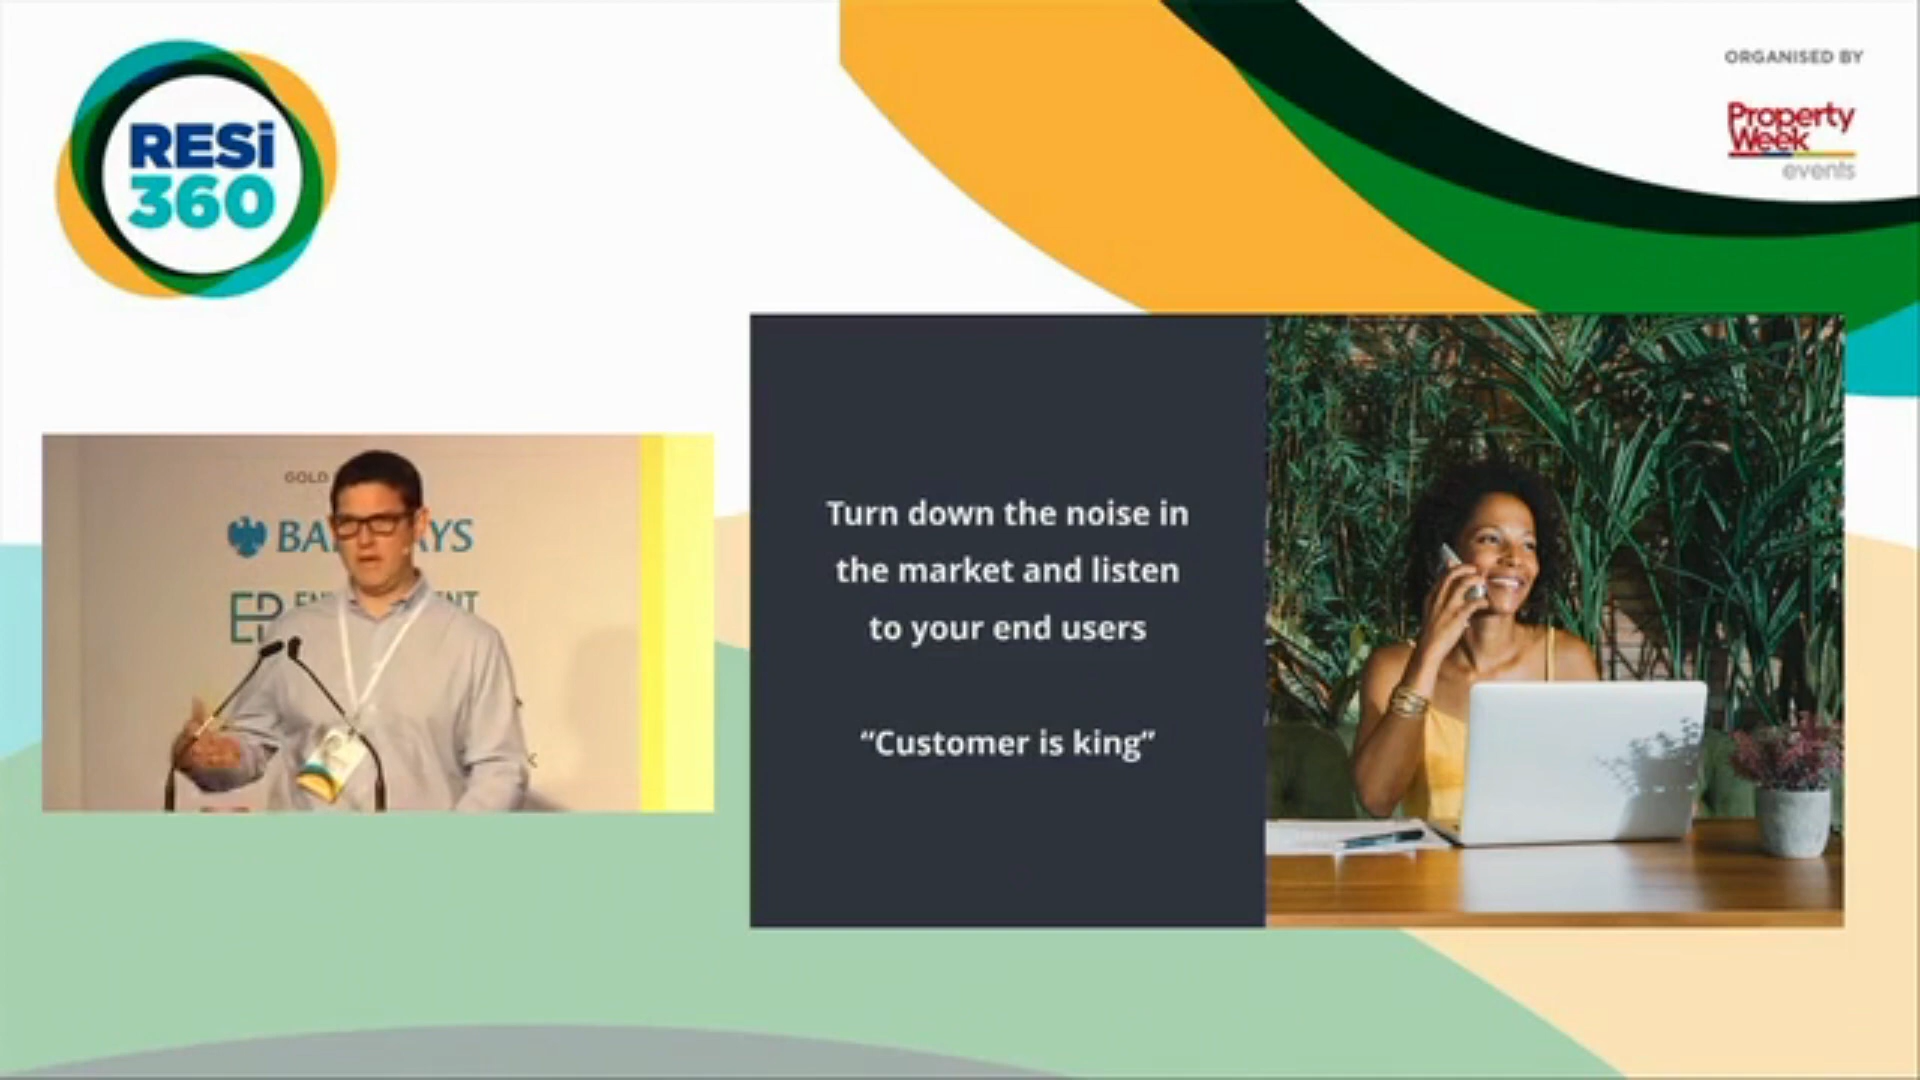 RESi
360
ORGANISED BY
Property
Week
events
GOLD
Turn down the noise in
the market and listen
to your end users
“Customer is king”